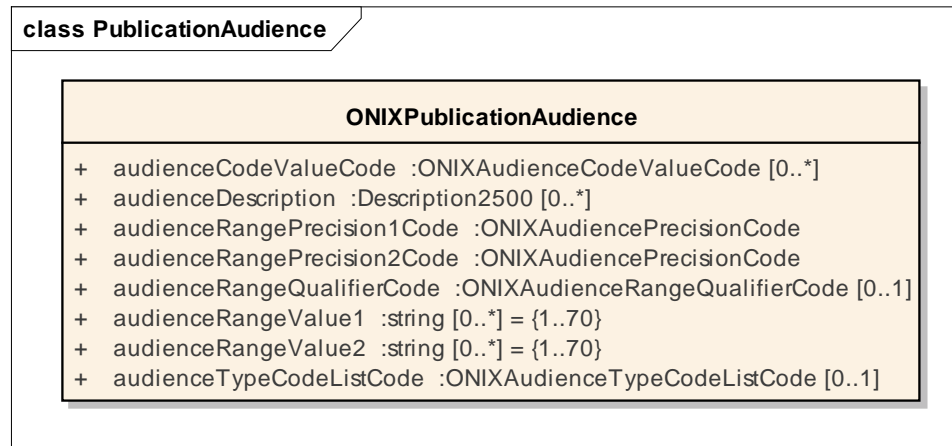 class PublicationAudience
ONIXPublicationAudience
+ audienceCodeValueCode :ONIXAudienceCodeValueCode [0..*]
+ audienceDescription :Description2500 [0..*]
+ audienceRangePrecision1Code :ONIXAudiencePrecisionCode
+ audienceRangePrecision2Code :ONIXAudiencePrecisionCode
+ audienceRangeQualifierCode :ONIXAudienceRangeQualifierCode [0..1]
+ audienceRangeValue1 :string [0..*] = {1..70}
+ audienceRangeValue2 :string [0..*] = {1..70}
+ audienceTypeCodeListCode :ONIXAudienceTypeCodeListCode [0..1]